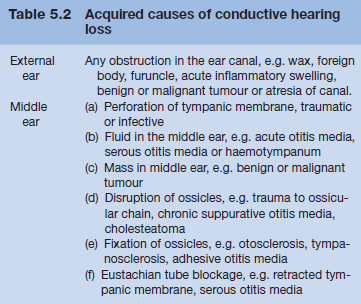 Table 5.2 Acquired causes of conductive hearing
loss
External Any obstruction in the ear canal, e.g. wax, foreign
ear body, furuncle, acute inflammatory swelling,
benign or malignant tumour or atresia of canal.
Middle (a) Perforation of tympanic membrane, traumatic
ear or infective
(b) Fluid in the middle ear, e.g. acute otitis media,
serous otitis media or haemotympanum
(c) Mass in middle ear, e.g. benign or malignant
tumour
(d) Disruption of ossicles, e.g. trauma to ossicu-
lar chain, chronic suppurative otitis media,
cholesteatoma
(e) Fixation of ossicles, e.g. otosclerosis, tympa-
nosclerosis, adhesive otitis media
(f) Eustachian tube blockage, e.g. retracted tym-
panic membrane, serous otitis media